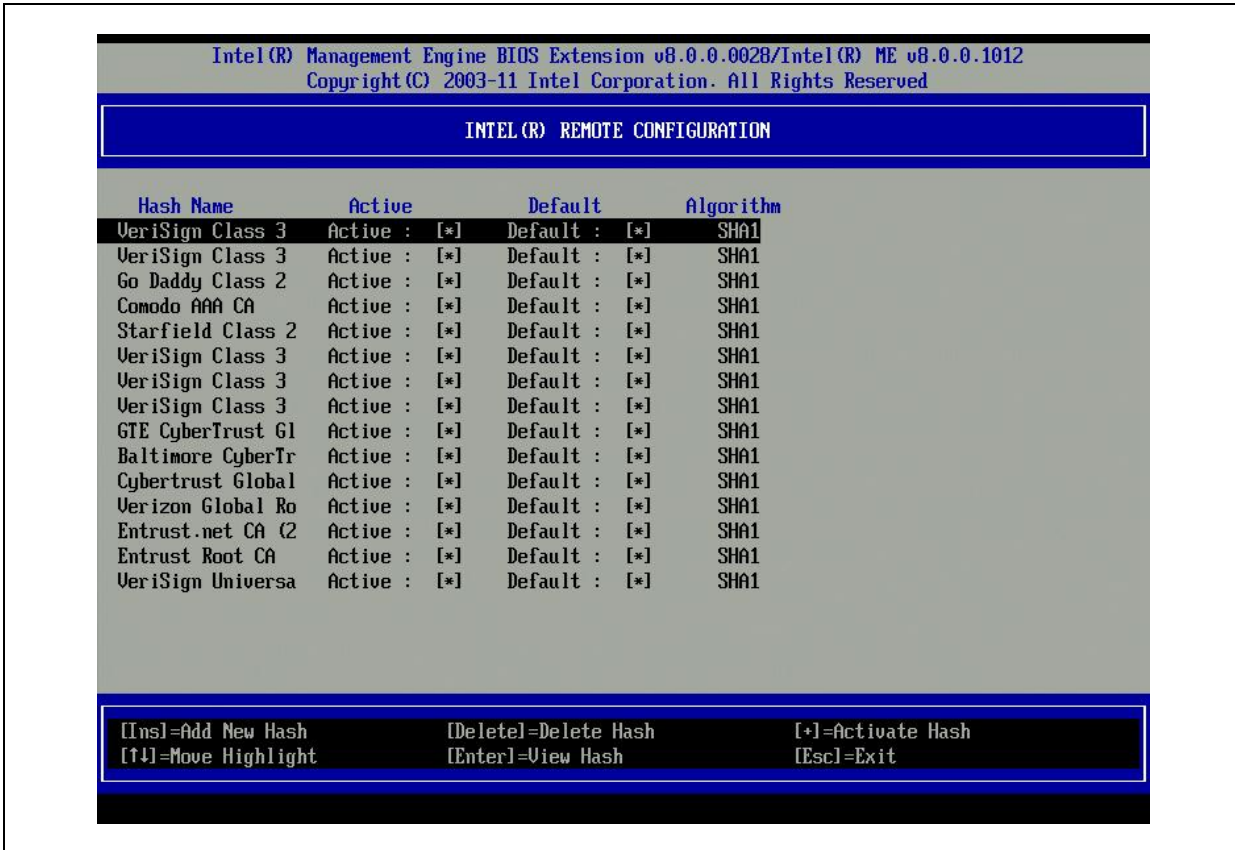 Intel(R) Management Engine BIOS Extension v8.0.0.0028/Intel(R) ME v8.0.0.1012
Copyright(C) 2003-11 Intel Corporation. All Rights Reserved
INTEL(R) REMOTE CONFIGURATION
Hash Name Active Default Algorithm
VeriSign Class 3 Active : [*] Default : [*] SHA1
VeriSign Class 3 Active : [*] Default : [*] SHA1
Go Daddy Class 2 Active : [*] Default : [*] SHA1
Comodo AAA CA Active : [*] Default : [*] SHA1
Starfield Class 2 Active : [*] Default : [*] SHA1
VeriSign Class 3 Active : [*] Default : [*] SHA1
VeriSign Class 3 Active : [*] Default : [*] SHA1
VeriSign Class 3 Active : [*] Default : [*] SHA1
GTE CyberTrust Gl Active : [*] Default : [*] SHA1
Baltimore CyberTr Active : [*] Default : [*] SHA1
Cybertrust Global Active : [*] Default : [*] SHA1
Verizon Global Ro Active : [*] Default : [*] SHA1
Entrust.net CA (2 Active : [*] Default : [*] SHA1
Entrust Root CA Active : [*] Default : [*] SHA1
VeriSign Universa Active : [*] Default : [*] SHA1
[Ins]=Add New Hash [Delete]=Delete Hash [+]=Activate Hash
[↑↓]=Move Highlight [Enter]=View Hash [Esc]=Exit